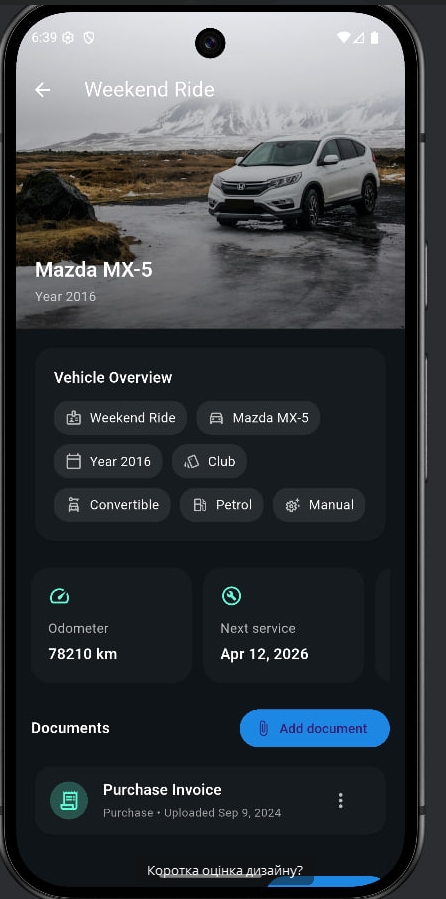 6:39
Weekend Ride
Mazda MX-5
Year 2016
Vehicle Overview
Weekend Ride
Mazda MX-5
Year 2016
Club
Convertible
Petrol
Manual
Odometer
78210 km
Next service
Apr 12, 2026
Documents
Add document
Purchase Invoice
Purchase • Uploaded Sep 9, 2024
Коротка оцінка дизайну?